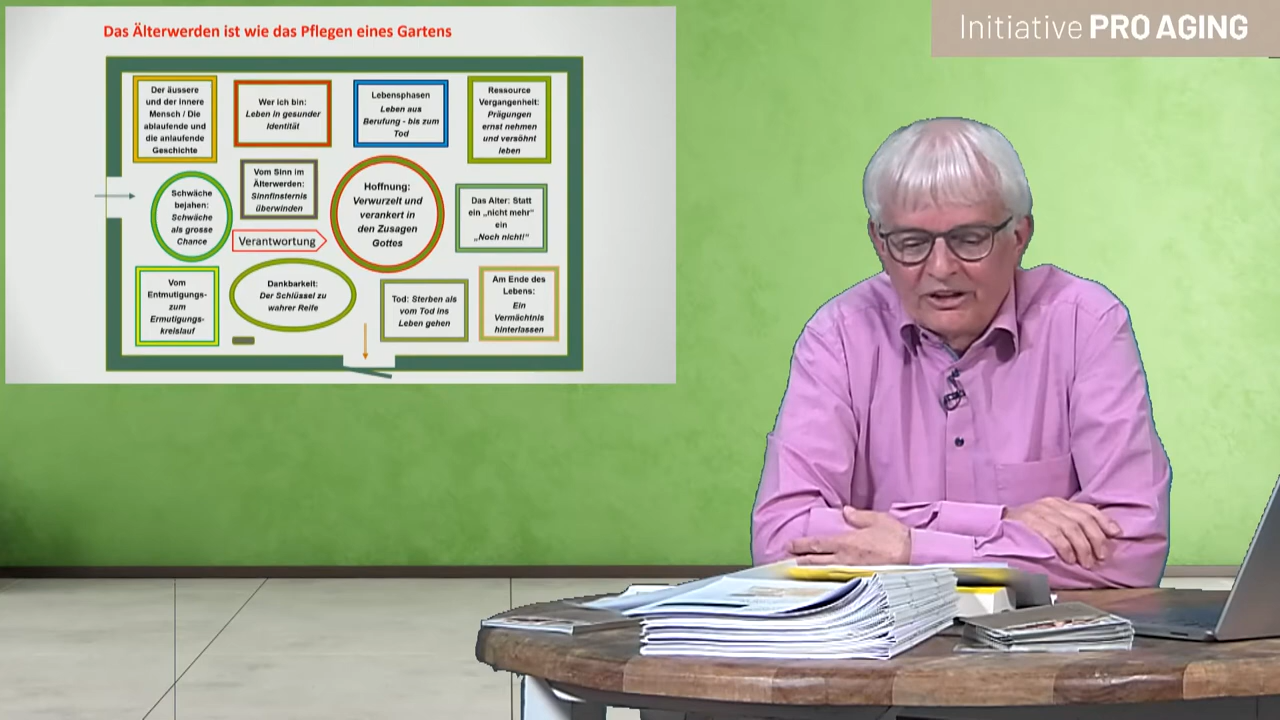 Initiative PRO AGING
Das Älterwerden ist wie das Pflegen eines Gartens
Der äussere
und der innere
Mensch / Die
ablaufende und
die anlaufende
Geschichte
Wer ich bin:
Leben in gesunder
Identität
Lebensphasen
Leben aus
Berufung - bis zum
Tod
Ressource
Vergangenheit:
Prägungen
ernst nehmen
und versöhnt
leben
Schwäche
bejahen:
Schwäche
als grosse
Chance
Vom Sinn im
Älterwerden:
Sinnfinsternis
überwinden
Verantwortung
Hoffnung:
Verwurzelt und
verankert in
den Zusagen
Gottes
Das Alter: Statt
ein „nicht mehr“
ein
„Noch nicht!“
Vom
Entmutigungs-
zum
Ermutigungs-
kreislauf
Dankbarkeit:
Der Schlüssel zu
wahrer Reife
Tod: Sterben als
vom Tod ins
Leben gehen
Am Ende des
Lebens:
Ein
Vermächtnis
hinterlassen